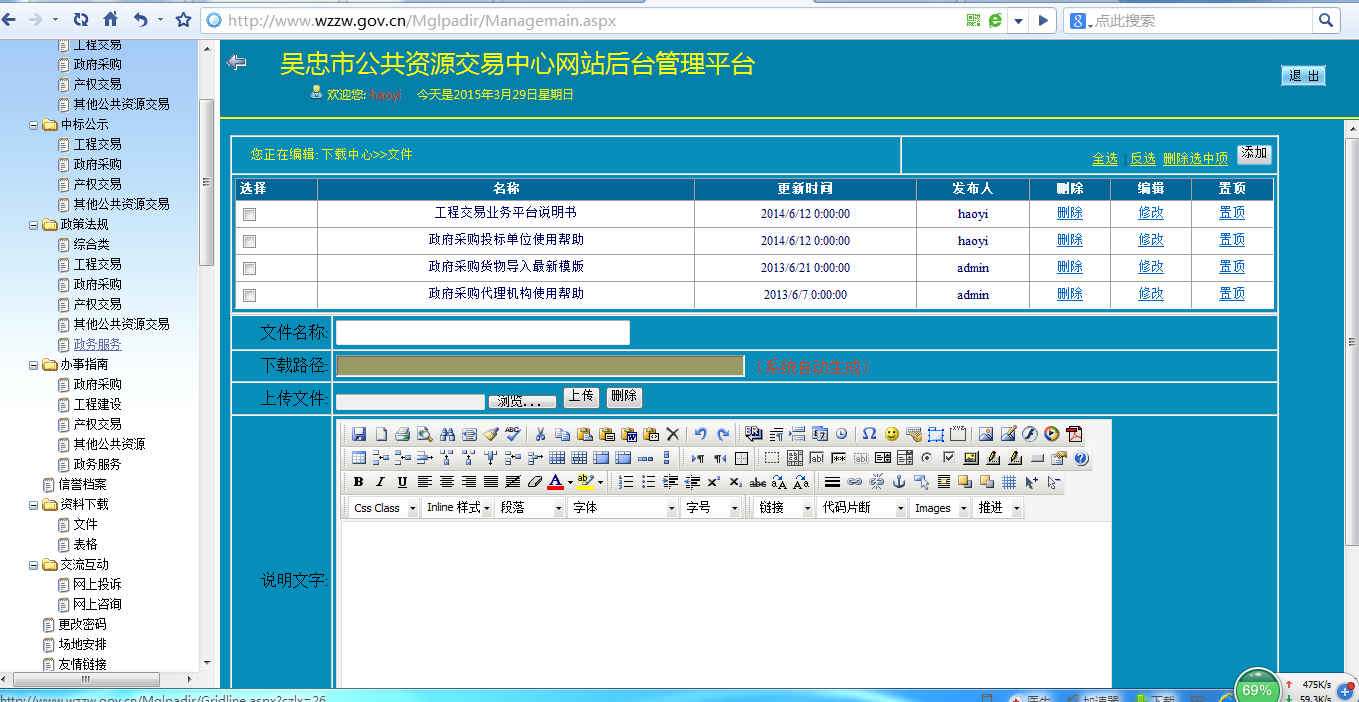 http://www.wzzw.gov.cn/Mglpadir/Managemain.aspx
点此搜索
工程交易
政府采购
产权交易
其他公共资源交易
中标公示
工程交易
政府采购
产权交易
其他公共资源交易
政策法规
综合类
工程交易
政府采购
产权交易
其他公共资源交易
政务服务
办事指南
政府采购
工程建设
产权交易
其他公共资源
政务服务
信誉档案
资料下载
文件
表格
交流互动
网上投诉
网上咨询
更改密码
场地安排
友情链接
吴忠市公共资源交易中心网站后台管理平台
欢迎您: haoyi 今天是2015年3月29日星期日
退 出
您正在编辑: 下载中心>>文件
全选 | 反选 删除选中项 添加
选择 名称 更新时间 发布人 删除 编辑 置顶
工程交易业务平台说明书 2014/6/12 0:00:00 haoyi 删除 修改 置顶
政府采购投标单位使用帮助 2014/6/12 0:00:00 haoyi 删除 修改 置顶
政府采购货物导入最新模版 2013/6/21 0:00:00 admin 删除 修改 置顶
政府采购代理机构使用帮助 2013/6/7 0:00:00 admin 删除 修改 置顶
文件名称:
下载路径: (系统自动生成)
上传文件: 浏览... 上传 删除
Css Class Inline 样式 段落 字体 字号 链接 代码片断 Images 推进
说明文字:
http://www.wzzw.gov.cn/Mglpadir/Gridline.aspx?czlx=26
医生 加速器 下载
69%
475K/s
59.3K/s